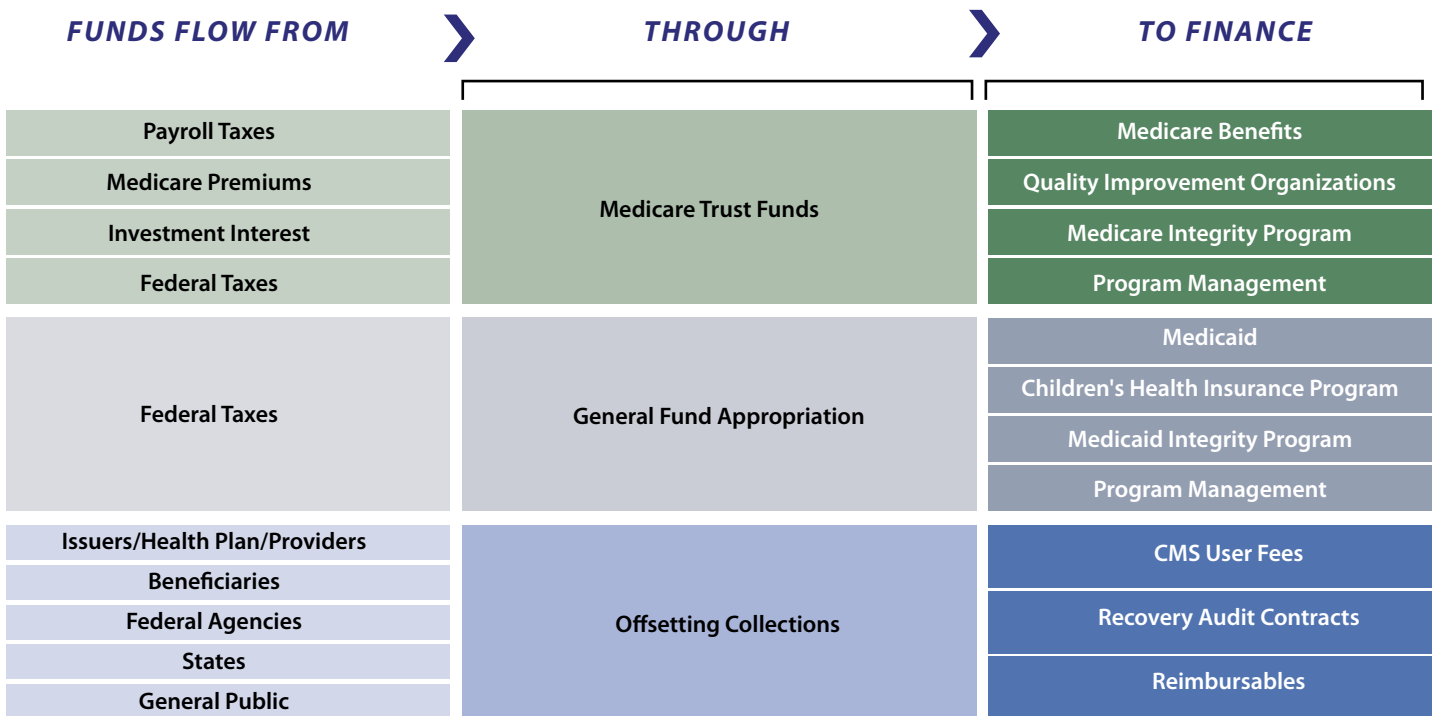 FUNDS FLOW FROM
THROUGH
TO FINANCE
Payroll Taxes
Medicare Premiums
Investment Interest
Federal Taxes
Medicare Trust Funds
Medicare Benefits
Quality Improvement Organizations
Medicare Integrity Program
Program Management
Federal Taxes
General Fund Appropriation
Medicaid
Children's Health Insurance Program
Medicaid Integrity Program
Program Management
Issuers/Health Plan/Providers
Beneficiaries
Federal Agencies
States
General Public
Offsetting Collections
CMS User Fees
Recovery Audit Contracts
Reimbursables